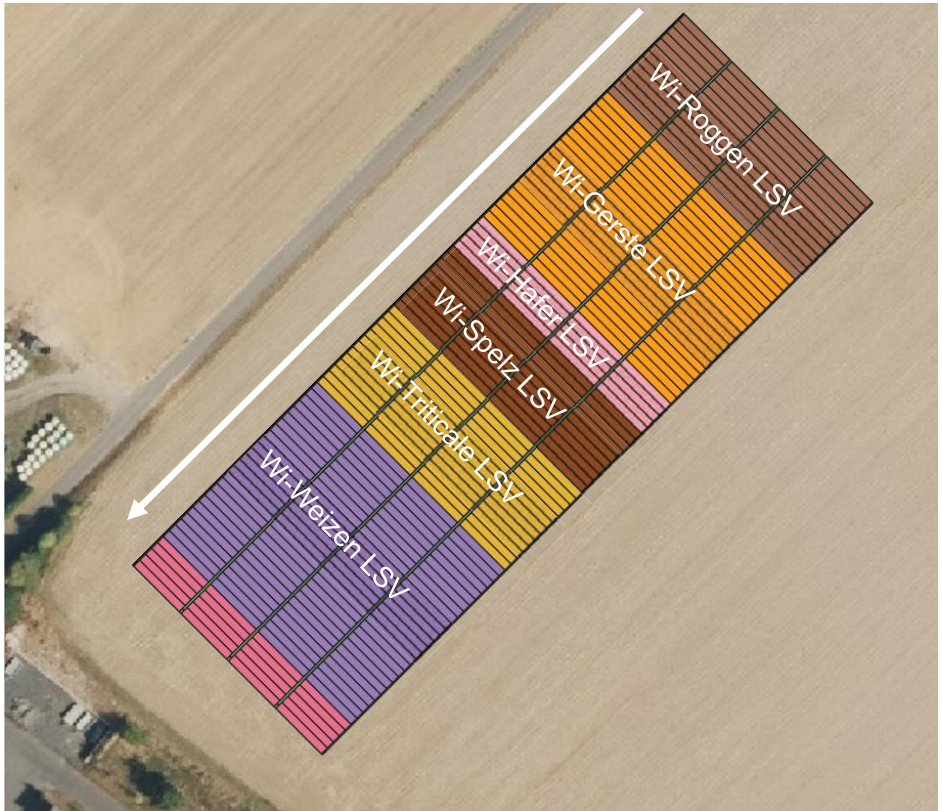 Wi-Roggen LSV
Wi-Gerste LSV
Wi-Hafer LSV
Wi-Spelz LSV
Wi-Triticale LSV
Wi-Weizen LSV